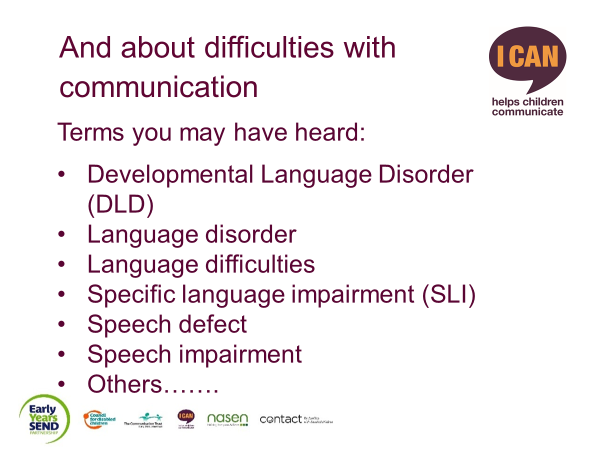 And about difficulties with
communication
I CAN
helps children
communicate
Terms you may have heard:
• Developmental Language Disorder
(DLD)
• Language disorder
• Language difficulties
• Specific language impairment (SLI)
• Speech defect
• Speech impairment
• Others…….
Early
Years
SEND
PARTNERSHIP
Council
for disabled
children
The Communication Trust
I CAN
nasen
contact